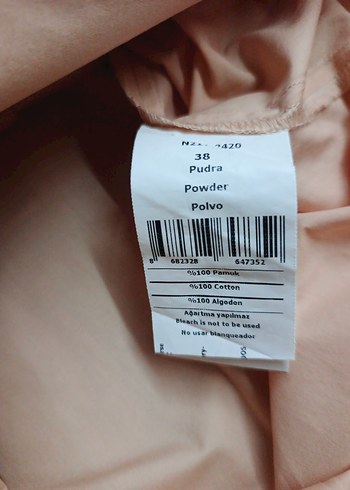 38
Pudra
Powder
Polvo
8 682328 647352
%100 Pamuk
%100 Cotton
%100 Algodon
Ağartma yapılmaz
Bleach is not to be used
No usar blanqueador